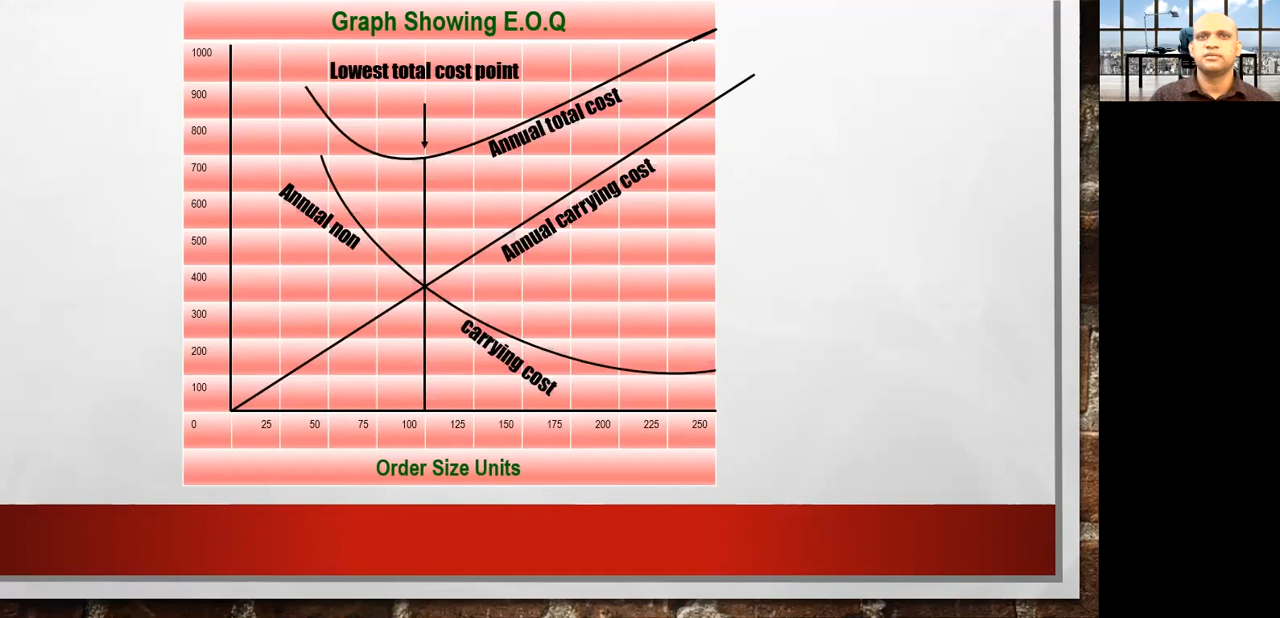 Graph Showing E.O.Q
1000
Lowest total cost point
900
Annual total cost
800
700
Annual carrying cost
600
Annual non
500
400
300
carrying cost
200
100
0 25 50 75 100 125 150 175 200 225 250
Order Size Units